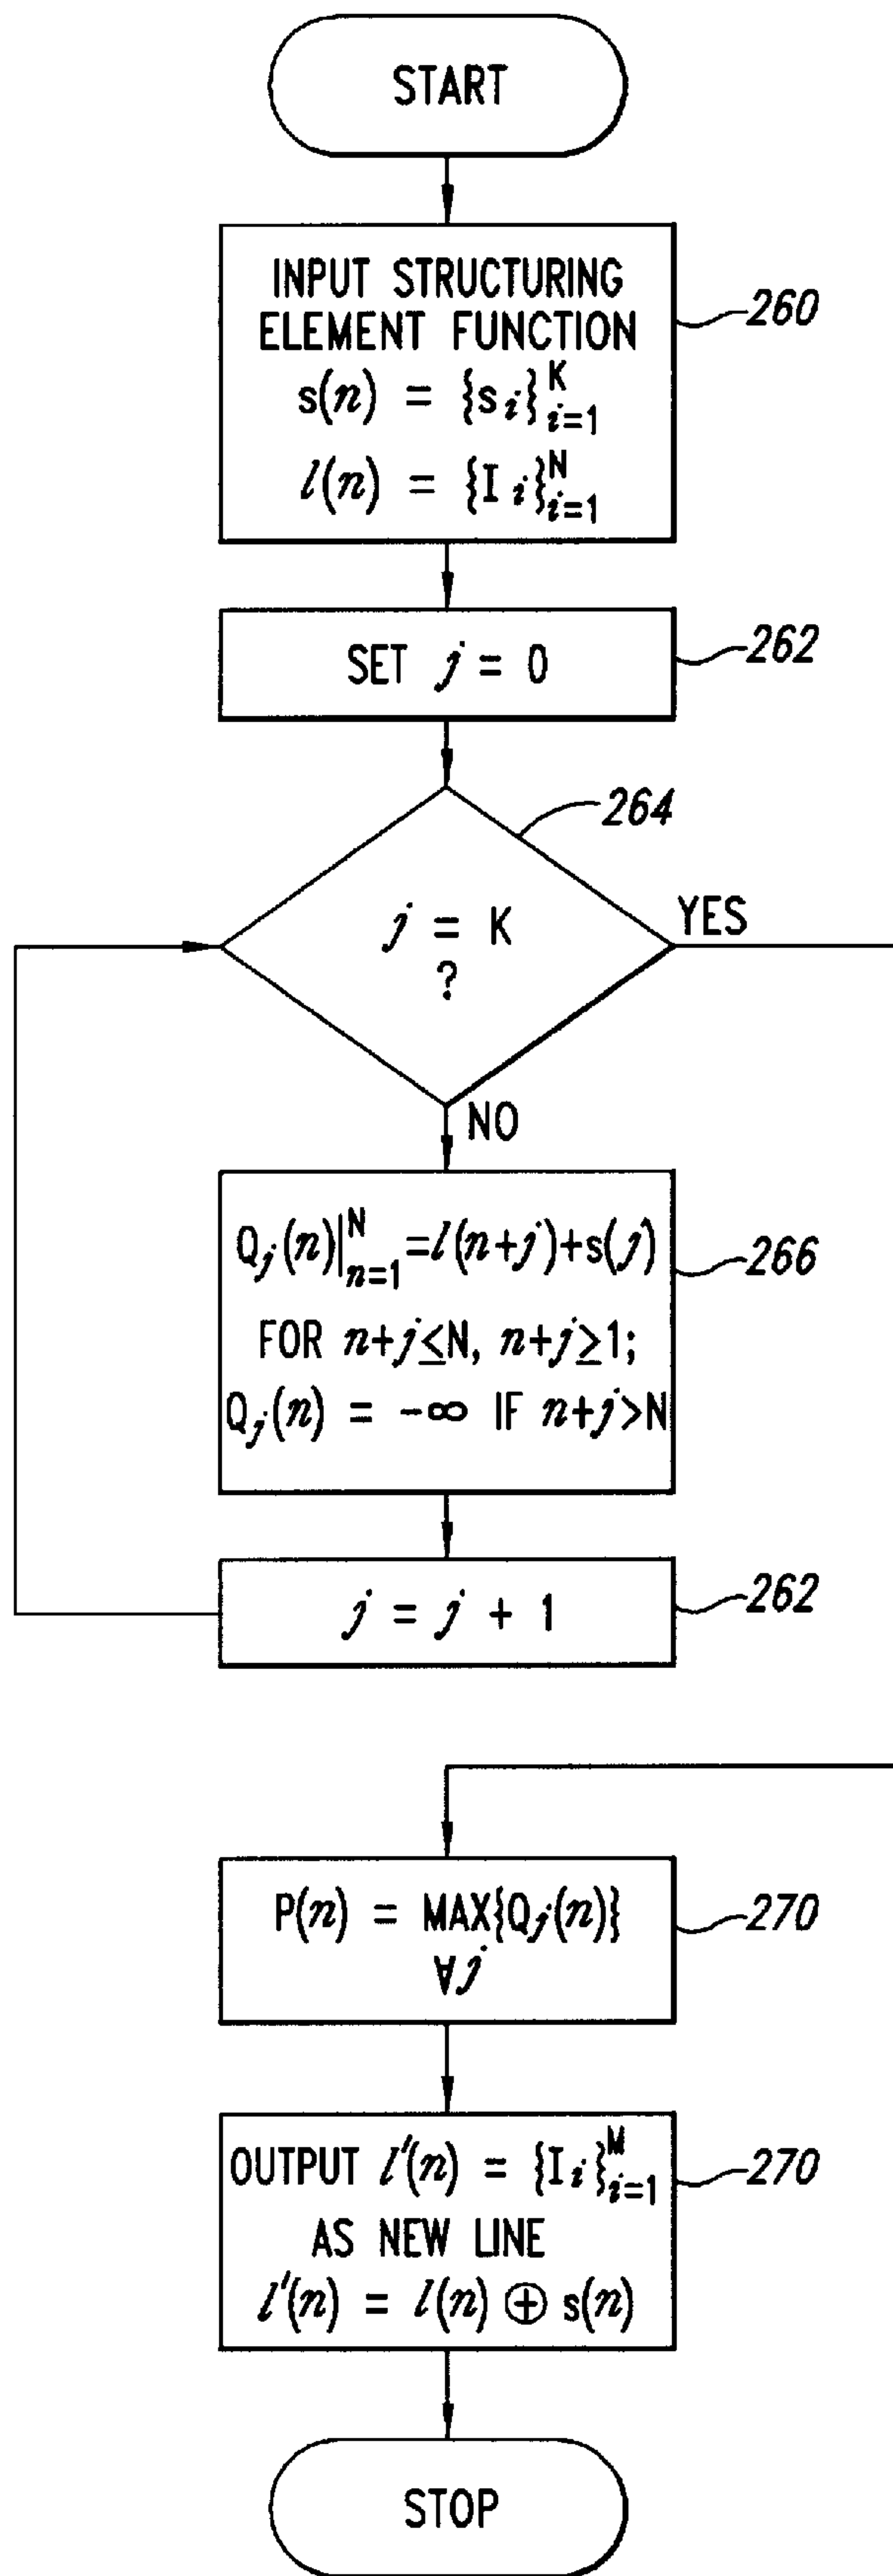 START
INPUT STRUCTURING
ELEMENT FUNCTION
s(n) = {s_i}_{i=1}^K
l(n) = {I_i}_{i=1}^N
260
SET j = 0
262
264
j = K
?
YES
NO
Q_j(n)|_{n=1}^N=l(n+j)+s(j)
FOR n+j≤N, n+j≥1;
Q_j(n) = -∞ IF n+j>N
266
j = j + 1
262
P(n) = MAX{Q_j(n)}
∀j
270
OUTPUT l'(n) = {I_i}_{i=1}^M
AS NEW LINE
l'(n) = l(n) ⊕ s(n)
270
STOP